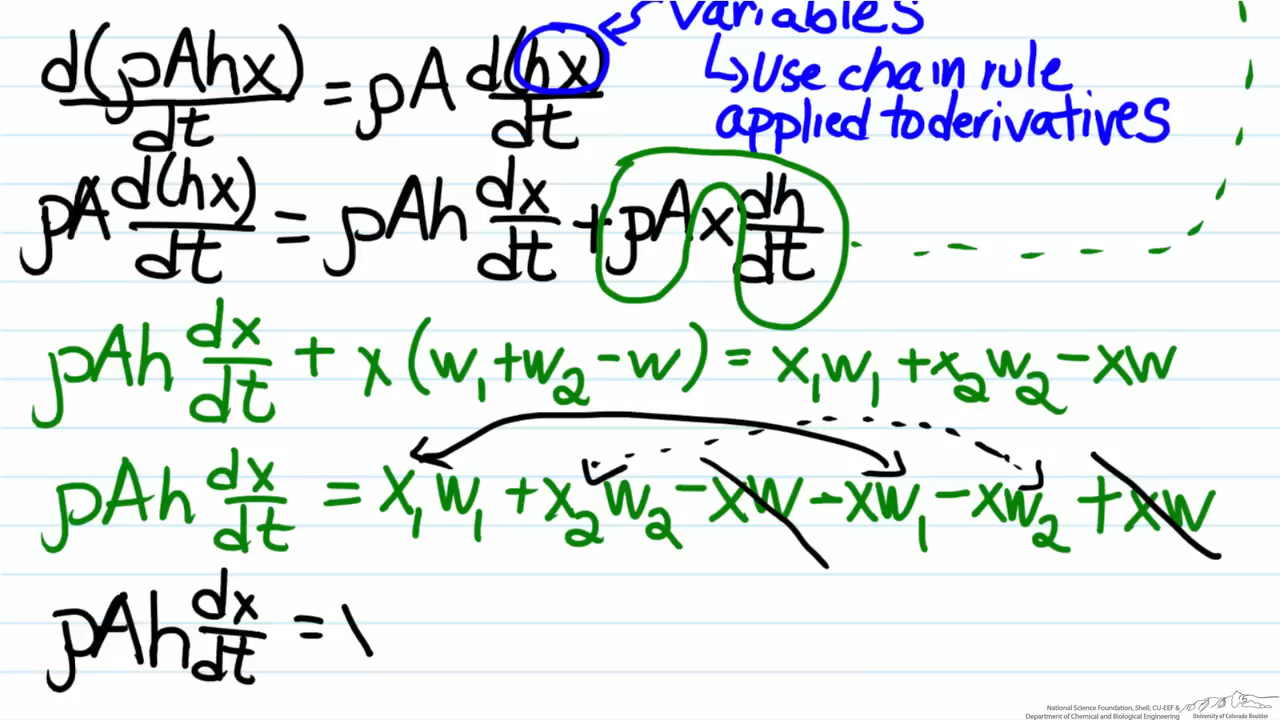 variables
↳ Use chain rule
applied to derivatives
d(ρAhx)/dt = ρA d(hx)/dt
ρA d(hx)/dt = ρAh dx/dt + ρAx dh/dt
ρAh dx/dt + x(w₁+w₂-w) = x₁w₁+x₂w₂-xw
ρAh dx/dt = x₁w₁+x₂w₂-xw-xw₁-xw₂+xw
ρAh dx/dt = \
National Science Foundation, Shell, CU-EEF &
Department of Chemical and Biological Engineering
University of Colorado Boulder